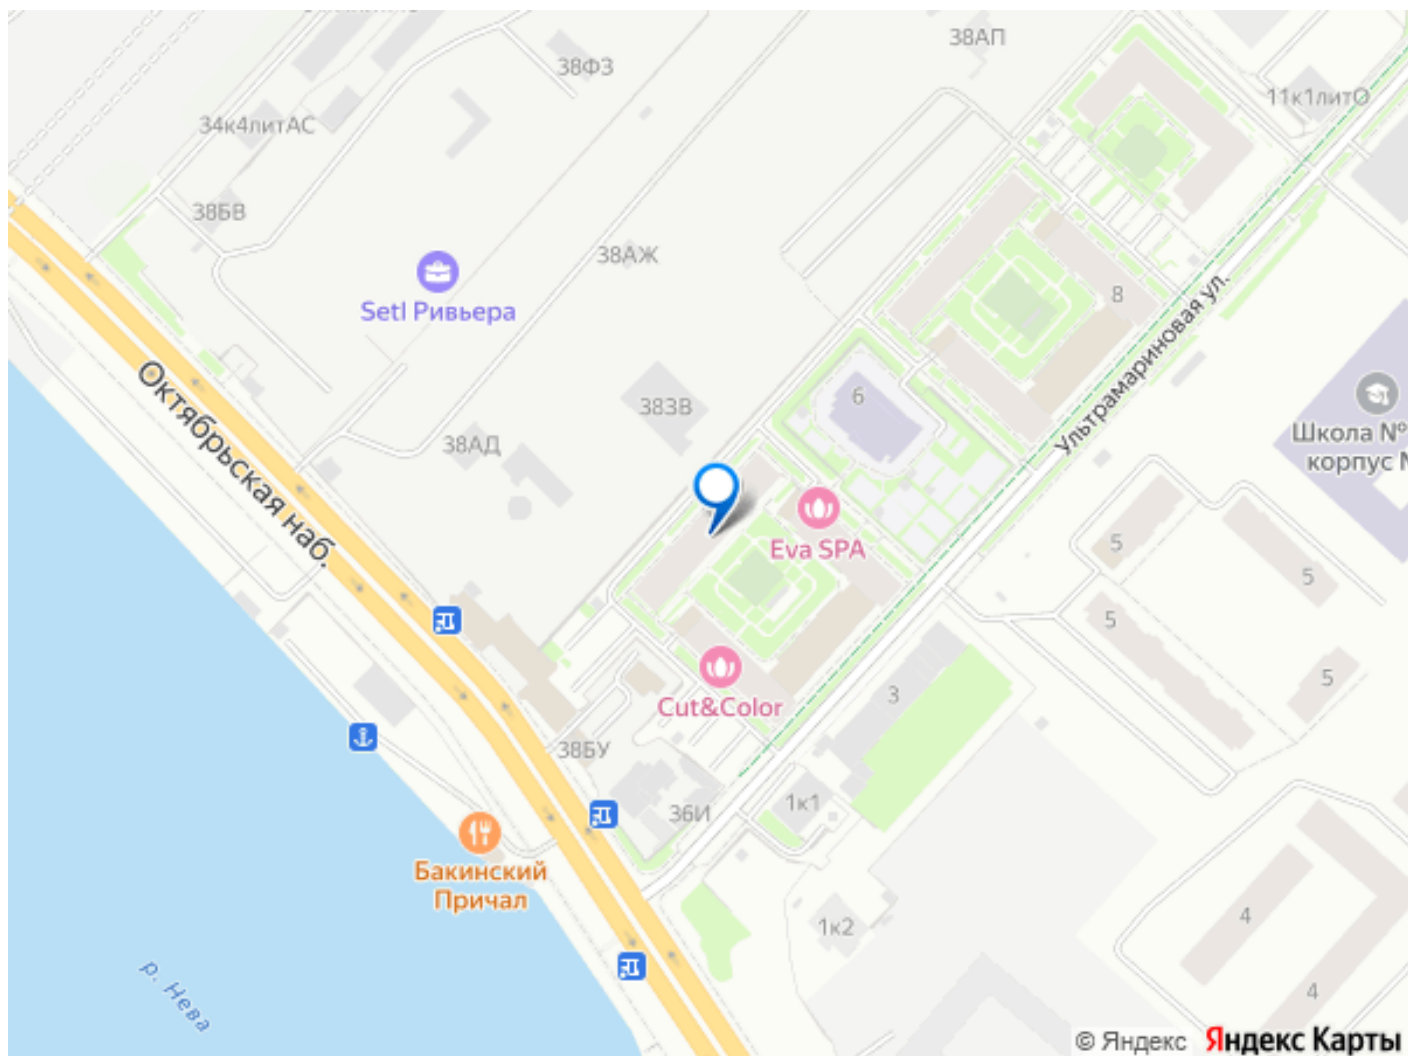 38АП
38ФЗ
11к1литО
34к4литАС
38БВ
38АЖ
Setl Ривьера
8
Ультрамариновая ул.
Октябрьская наб.
6
38ЗВ
Школа №
корпус
38АД
Eva SPA
5
5
5
5
Cut&Color
3
38БУ
1к1
36И
Бакинский
Причал
4
1к2
р. Нева
4
© Яндекс Яндекс Карты